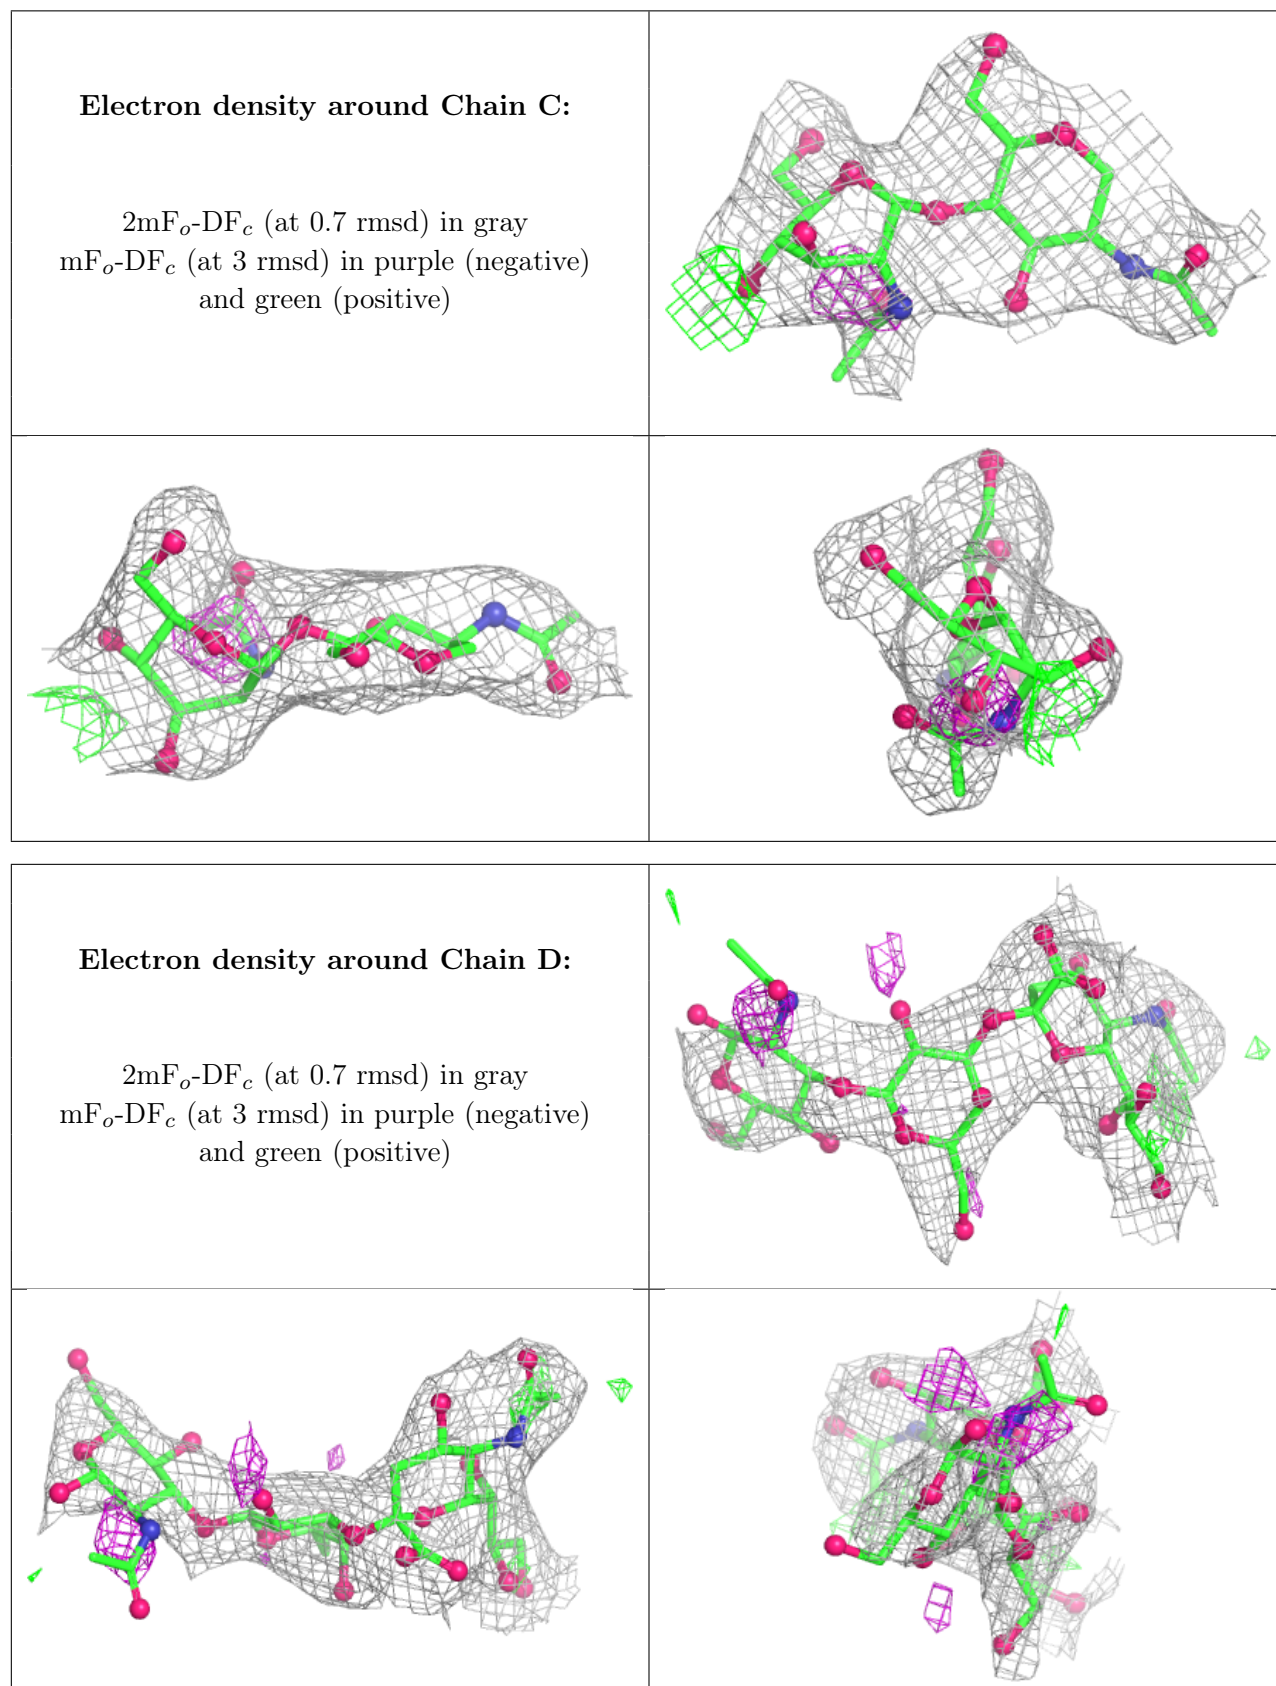 Electron density around Chain C:
2mFo-DFc (at 0.7 rmsd) in gray
mFo-DFc (at 3 rmsd) in purple (negative)
and green (positive)
Electron density around Chain D:
2mFo-DFc (at 0.7 rmsd) in gray
mFo-DFc (at 3 rmsd) in purple (negative)
and green (positive)